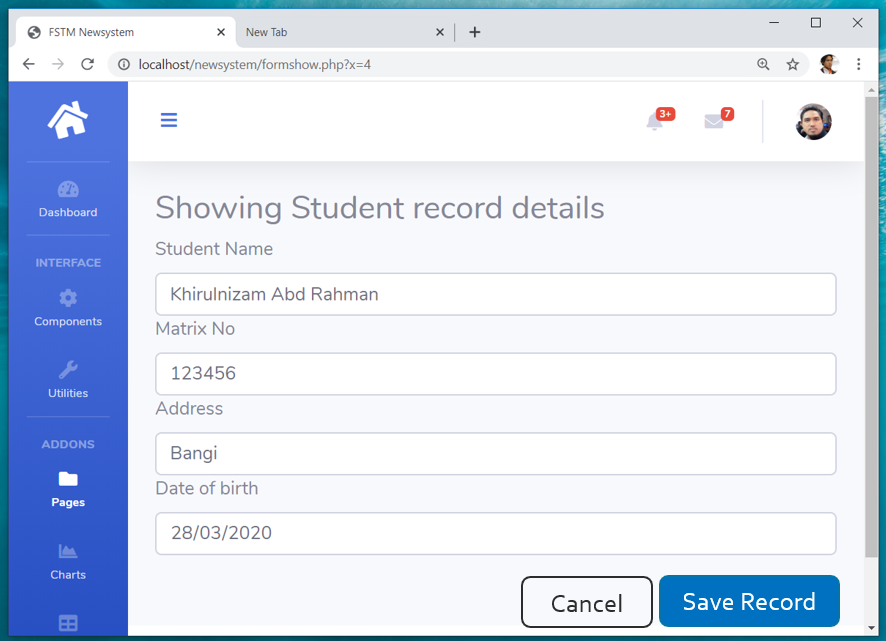 FSTM Newsystem
New Tab
localhost/newsystem/formshow.php?x=4
3+
7
Dashboard
INTERFACE
Components
Utilities
ADDONS
Pages
Charts
Showing Student record details
Student Name
Khirulnizam Abd Rahman
Matrix No
123456
Address
Bangi
Date of birth
28/03/2020
Cancel Save Record